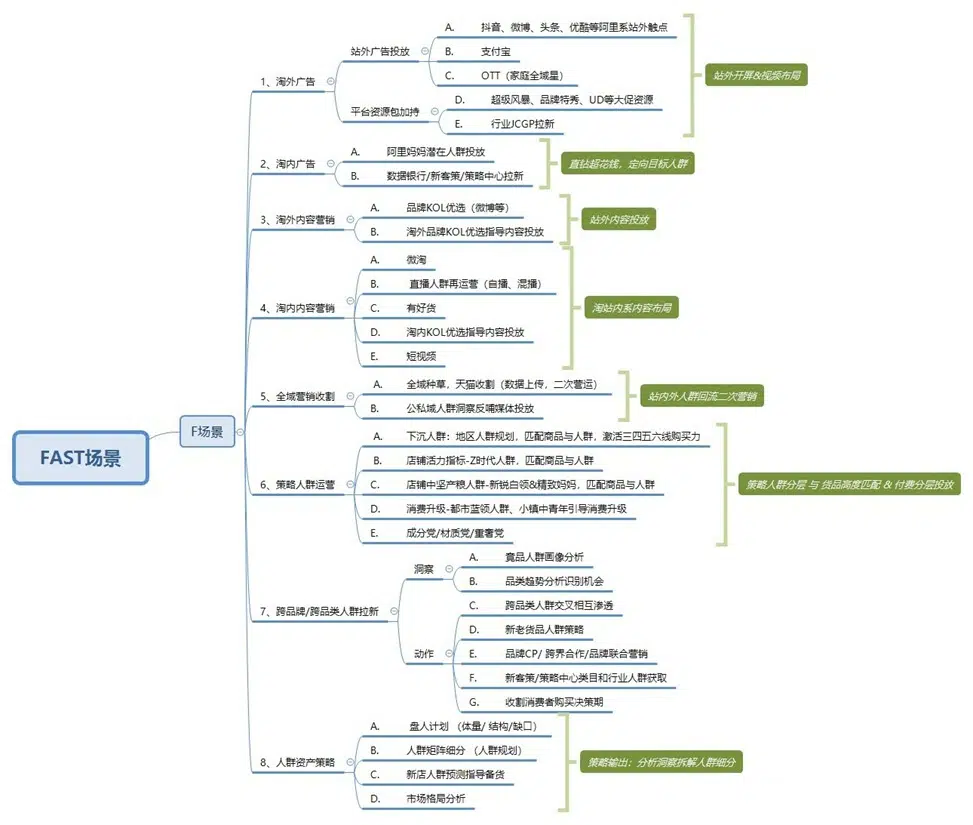 FAST场景
F场景
1、淘外广告
站外广告投放
A. 抖音、微博、头条、优酷等阿里系站外触点
B. 支付宝
C. OTT（家庭全域星）
平台资源包加持
D. 超级风暴、品牌特秀、UD等大促资源
E. 行业JCGP拉新
站外开屏&视频布局
2、淘内广告
A. 阿里妈妈潜在人群投放
B. 数据银行/新客策/策略中心拉新
直钻超花钱，定向目标人群
3、淘外内容营销
A. 品牌KOL优选（微博等）
B. 淘外品牌KOL优选指导内容投放
站外内容投放
4、淘内内容营销
A. 微淘
B. 直播人群再运营（自播、混播）
C. 有好货
D. 淘内KOL优选指导内容投放
E. 短视频
淘站内系内容布局
5、全域营销收割
A. 全域种草，天猫收割（数据上传，二次营运）
B. 公私域人群洞察反哺媒体投放
站内外人群回流二次营销
6、策略人群运营
A. 下沉人群：地区人群规划，匹配商品与人群，激活三四五六线购买力
B. 店铺活力指标-Z时代人群，匹配商品与人群
C. 店铺中坚产粮人群-新锐白领&精致妈妈，匹配商品与人群
D. 消费升级-都市蓝领人群、小镇中青年引导消费升级
E. 成分党/材质党/重奢党
策略人群分层 与 货品高度匹配 & 付费分层投放
7、跨品牌/跨品类人群拉新
洞察
A. 竟品人群画像分析
B. 品类趋势分析识别机会
动作
C. 跨品类人群交叉相互渗透
D. 新老货品人群策略
E. 品牌CP/ 跨界合作/品牌联合营销
F. 新客策/策略中心类目和行业人群获取
G. 收割消费者购买决策期
8、人群资产策略
A. 盘人计划 （体量/ 结构/缺口）
B. 人群矩阵细分 （人群规划）
C. 新店人群预测指导备货
D. 市场格局分析
策略输出：分析洞察拆解人群细分